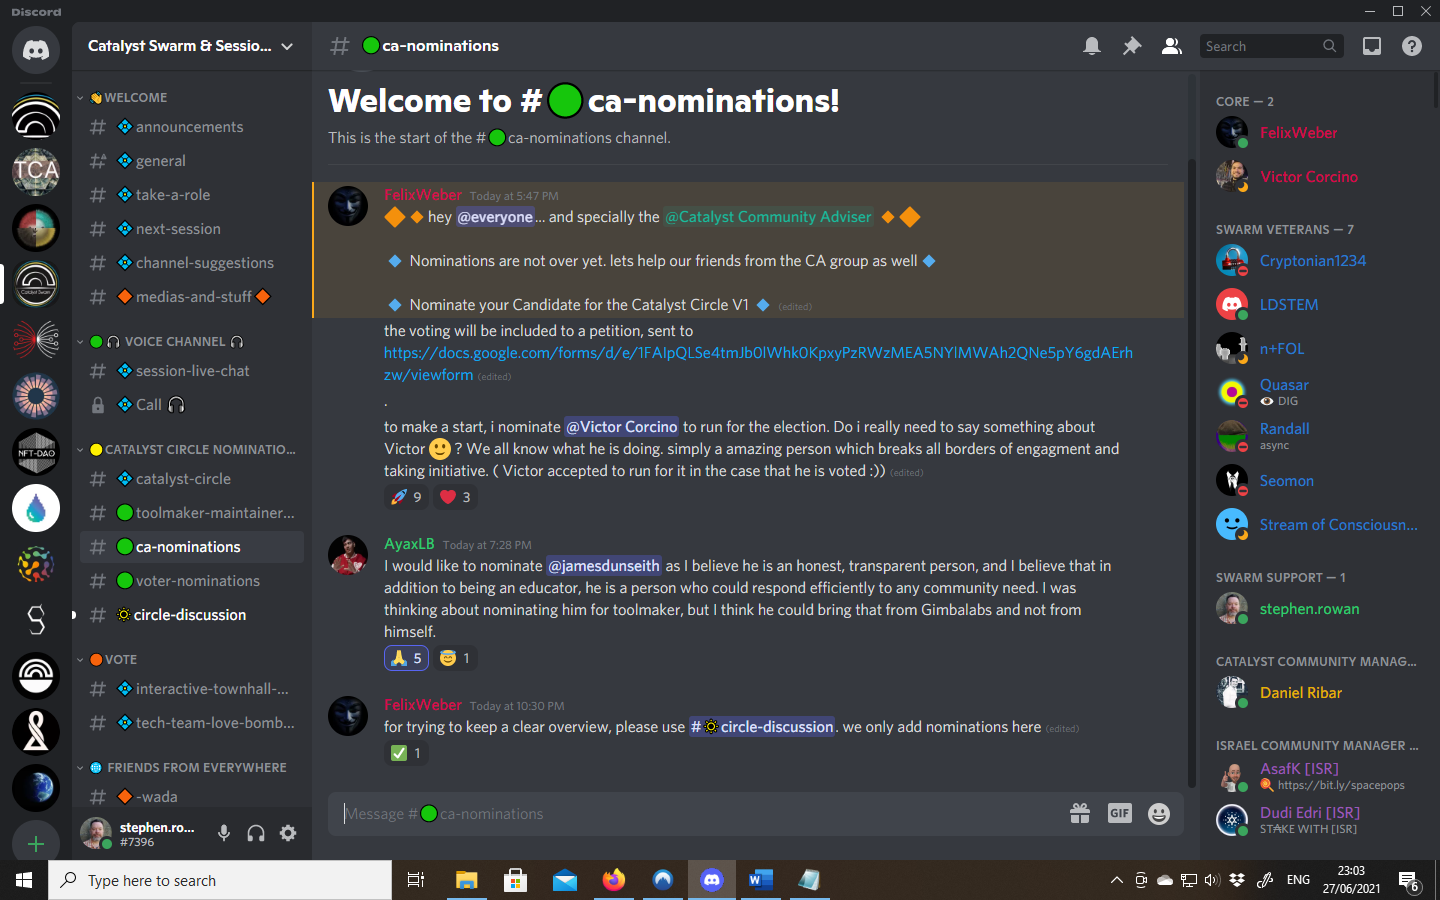 Discord
Catalyst Swarm & Sessio...
WELCOME
announcements
general
take-a-role
next-session
channel-suggestions
medias-and-stuff
VOICE CHANNEL
session-live-chat
Call
CATALYST CIRCLE NOMINATIO...
catalyst-circle
toolmaker-maintainer...
ca-nominations
voter-nominations
circle-discussion
VOTE
interactive-townhall-...
tech-team-love-bomb...
FRIENDS FROM EVERYWHERE
-wada
stephen.ro...
#7396
TCA
Catalyst Swarm
NFT-DAO
# ca-nominations
Search
Welcome to # ca-nominations!
This is the start of the # ca-nominations channel.
FelixWeber Today at 5:47 PM
hey @everyone... and specially the @Catalyst Community Adviser
Nominations are not over yet. lets help our friends from the CA group as well
Nominate your Candidate for the Catalyst Circle V1 (edited)
the voting will be included to a petition, sent to
https://docs.google.com/forms/d/e/1FAIpQLSe4tmJb0lWhk0KpxyPzRWzMEA5NYlMWAh2QNe5pY6gdAErh
zw/viewform (edited)
.
to make a start, i nominate @Victor Corcino to run for the election. Do i really need to say something about
Victor 🙂 ? We all know what he is doing. simply a amazing person which breaks all borders of engagment and
taking initiative. ( Victor accepted to run for it in the case that he is voted :)) (edited)
9 3
AyaxLB Today at 7:28 PM
I would like to nominate @jamesdunseith as I believe he is an honest, transparent person, and I believe that in
addition to being an educator, he is a person who could respond efficiently to any community need. I was
thinking about nominating him for toolmaker, but I think he could bring that from Gimbalabs and not from
himself.
5 1
FelixWeber Today at 10:30 PM
for trying to keep a clear overview, please use # circle-discussion. we only add nominations here (edited)
1
Message # ca-nominations
GIF
CORE — 2
FelixWeber
Victor Corcino
SWARM VETERANS — 7
Cryptonian1234
LDSTEM
n+FOL
Quasar
DIG
Randall
async
Seomon
Stream of Consciousn...
SWARM SUPPORT — 1
stephen.rowan
CATALYST COMMUNITY MANAG...
Daniel Ribar
ISRAEL COMMUNITY MANAGER ...
AsafK [ISR]
https://bit.ly/spacepops
Dudi Edri [ISR]
ST₳KE WITH [ISR]
Type here to search
ENG
23:03
27/06/2021
6